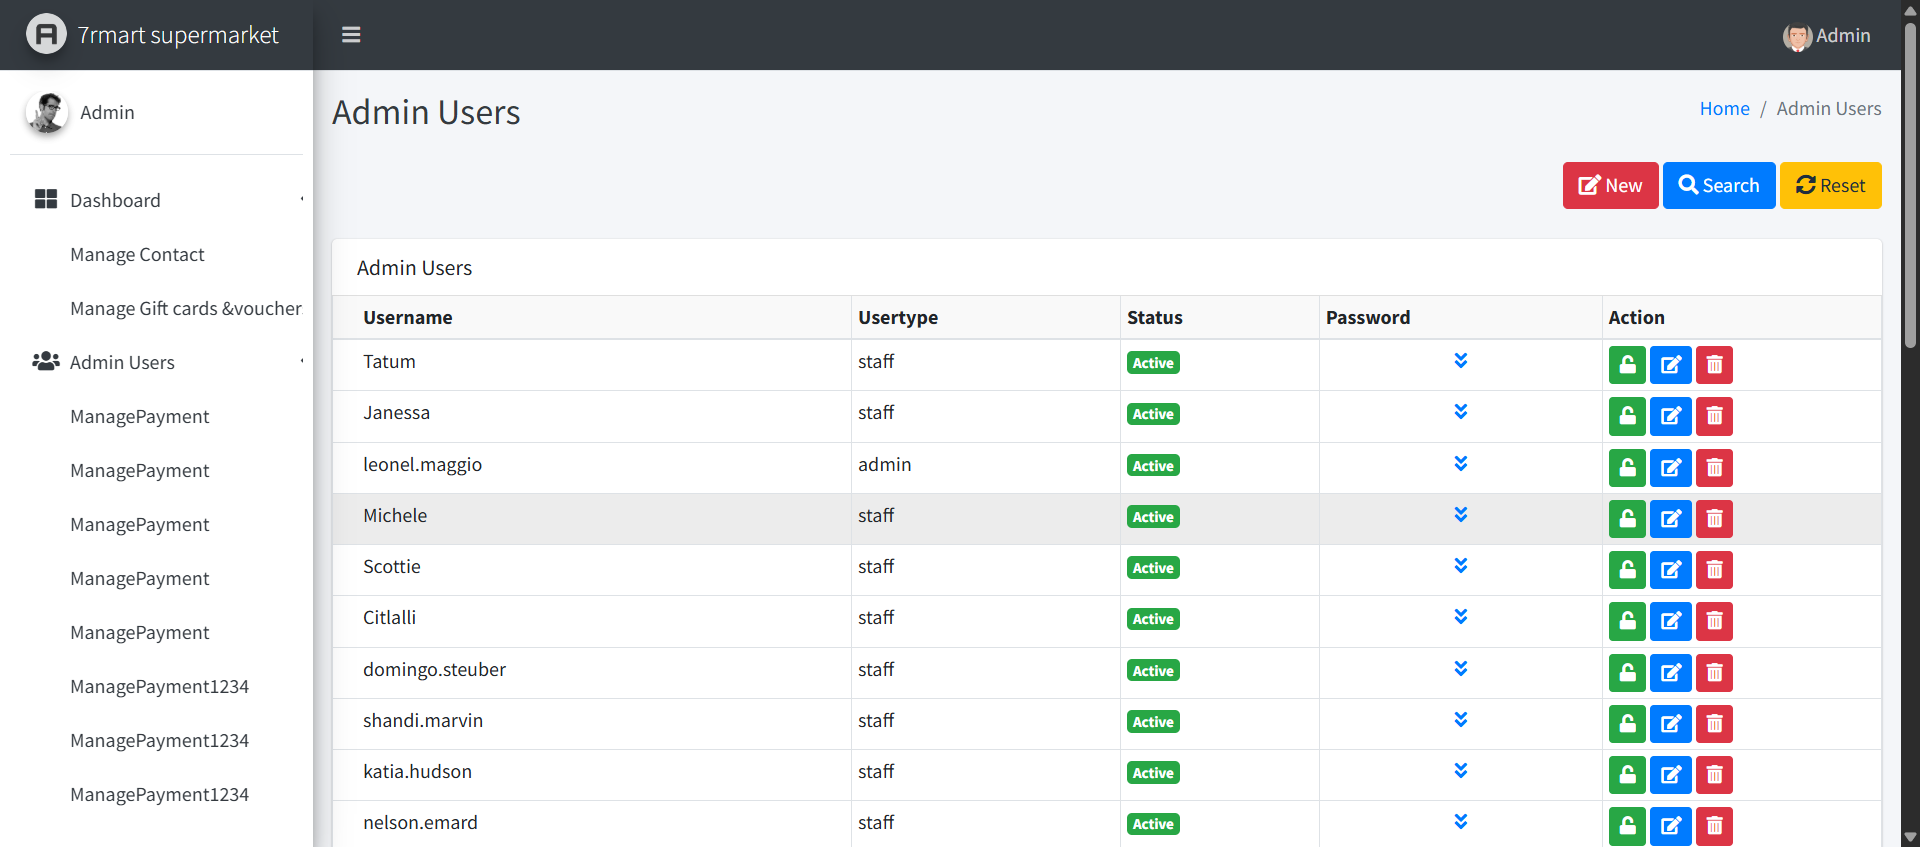 7rmart supermarket
Admin
Admin
Dashboard
Manage Contact
Manage Gift cards &voucher
Admin Users
ManagePayment
ManagePayment
ManagePayment
ManagePayment
ManagePayment
ManagePayment1234
ManagePayment1234
ManagePayment1234
Admin Users
Home / Admin Users
New Search Reset
Admin Users
Username Usertype Status Password Action
Tatum staff Active
Janessa staff Active
leonel.maggio admin Active
Michele staff Active
Scottie staff Active
Citlalli staff Active
domingo.steuber staff Active
shandi.marvin staff Active
katia.hudson staff Active
nelson.emard staff Active